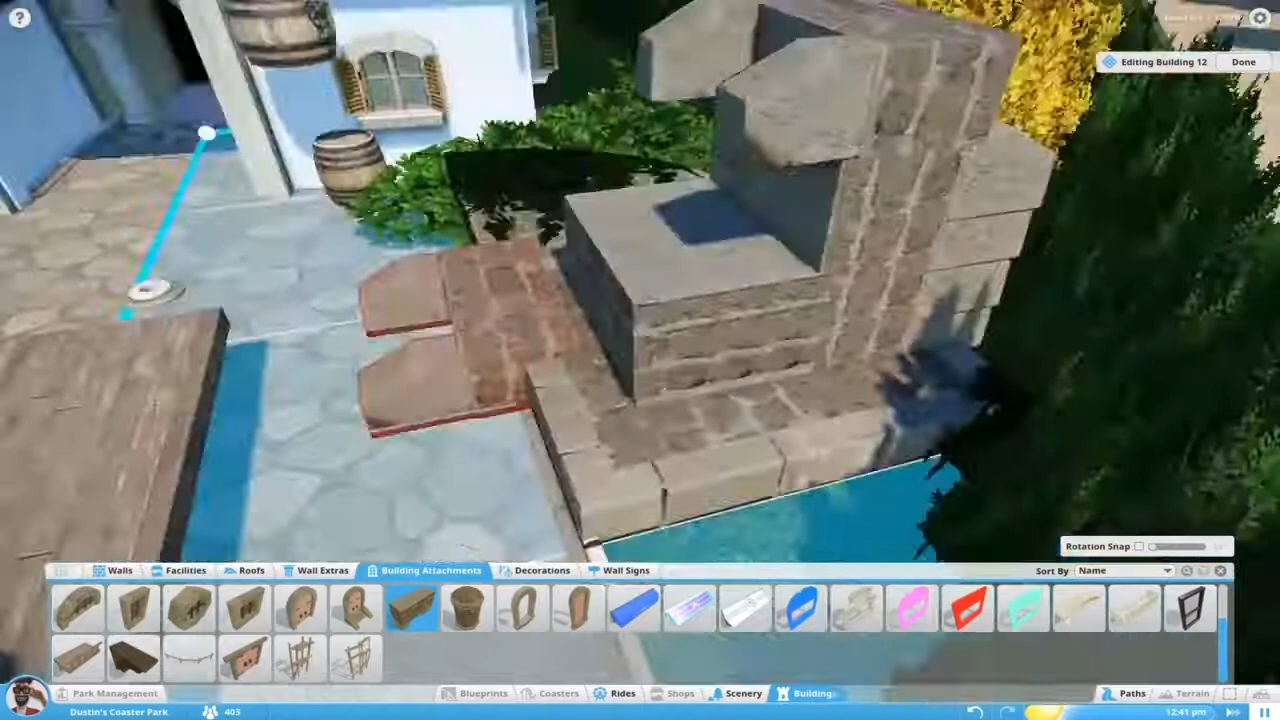 ?
Editing Building 12 Done
Rotation Snap
Walls Facilities Roofs Wall Extras Building Attachments Decorations Wall Signs Sort By Name
Park Management Blueprints Coasters Rides Shops Scenery Building Paths Terrain
Dustin's Coaster Park 403 12:41 pm